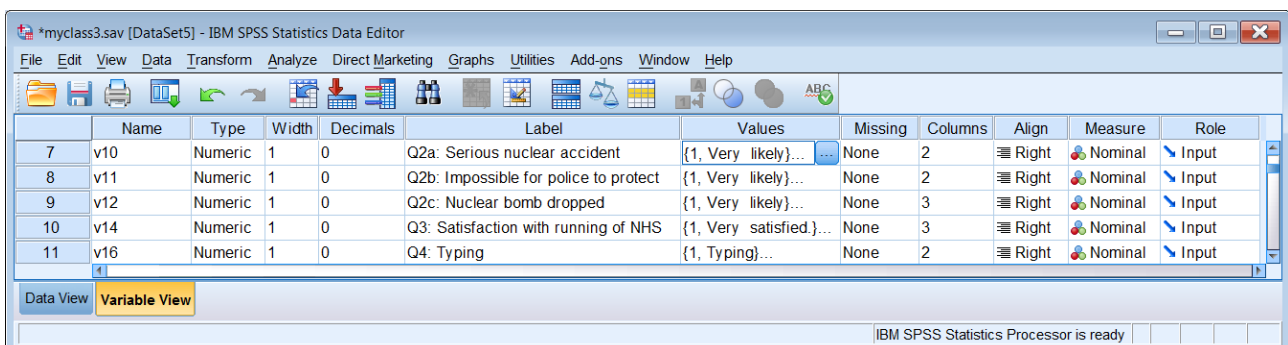 *myclass3.sav [DataSet5] - IBM SPSS Statistics Data Editor
File Edit View Data Transform Analyze Direct Marketing Graphs Utilities Add-ons Window Help
Name Type Width Decimals Label Values Missing Columns Align Measure Role
7 v10 Numeric 1 0 Q2a: Serious nuclear accident {1, Very likely}... ... None 2 Right Nominal Input
8 v11 Numeric 1 0 Q2b: Impossible for police to protect {1, Very likely}... None 2 Right Nominal Input
9 v12 Numeric 1 0 Q2c: Nuclear bomb dropped {1, Very likely}... None 3 Right Nominal Input
10 v14 Numeric 1 0 Q3: Satisfaction with running of NHS {1, Very satisfied.}... None 3 Right Nominal Input
11 v16 Numeric 1 0 Q4: Typing {1, Typing}... None 2 Right Nominal Input
Data View Variable View
IBM SPSS Statistics Processor is ready